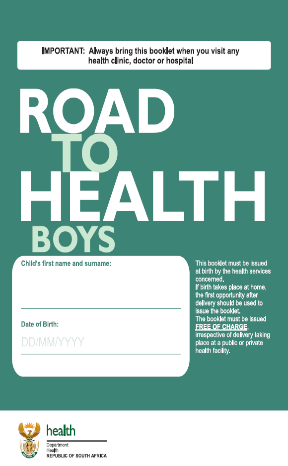 IMPORTANT: Always bring this booklet when you visit any
health clinic, doctor or hospital
ROAD
TO
HEALTH
BOYS
Child's first name and surname:
Date of Birth:
DD/MM/YYYY
This booklet must be issued
at birth by the health services
concerned,
If birth takes place at home,
the first opportunity after
delivery should be used to
issue the booklet.
The booklet must be issued
FREE OF CHARGE,
irrespective of delivery taking
place at a public or private
health facility.
health
Department:
Health
REPUBLIC OF SOUTH AFRICA